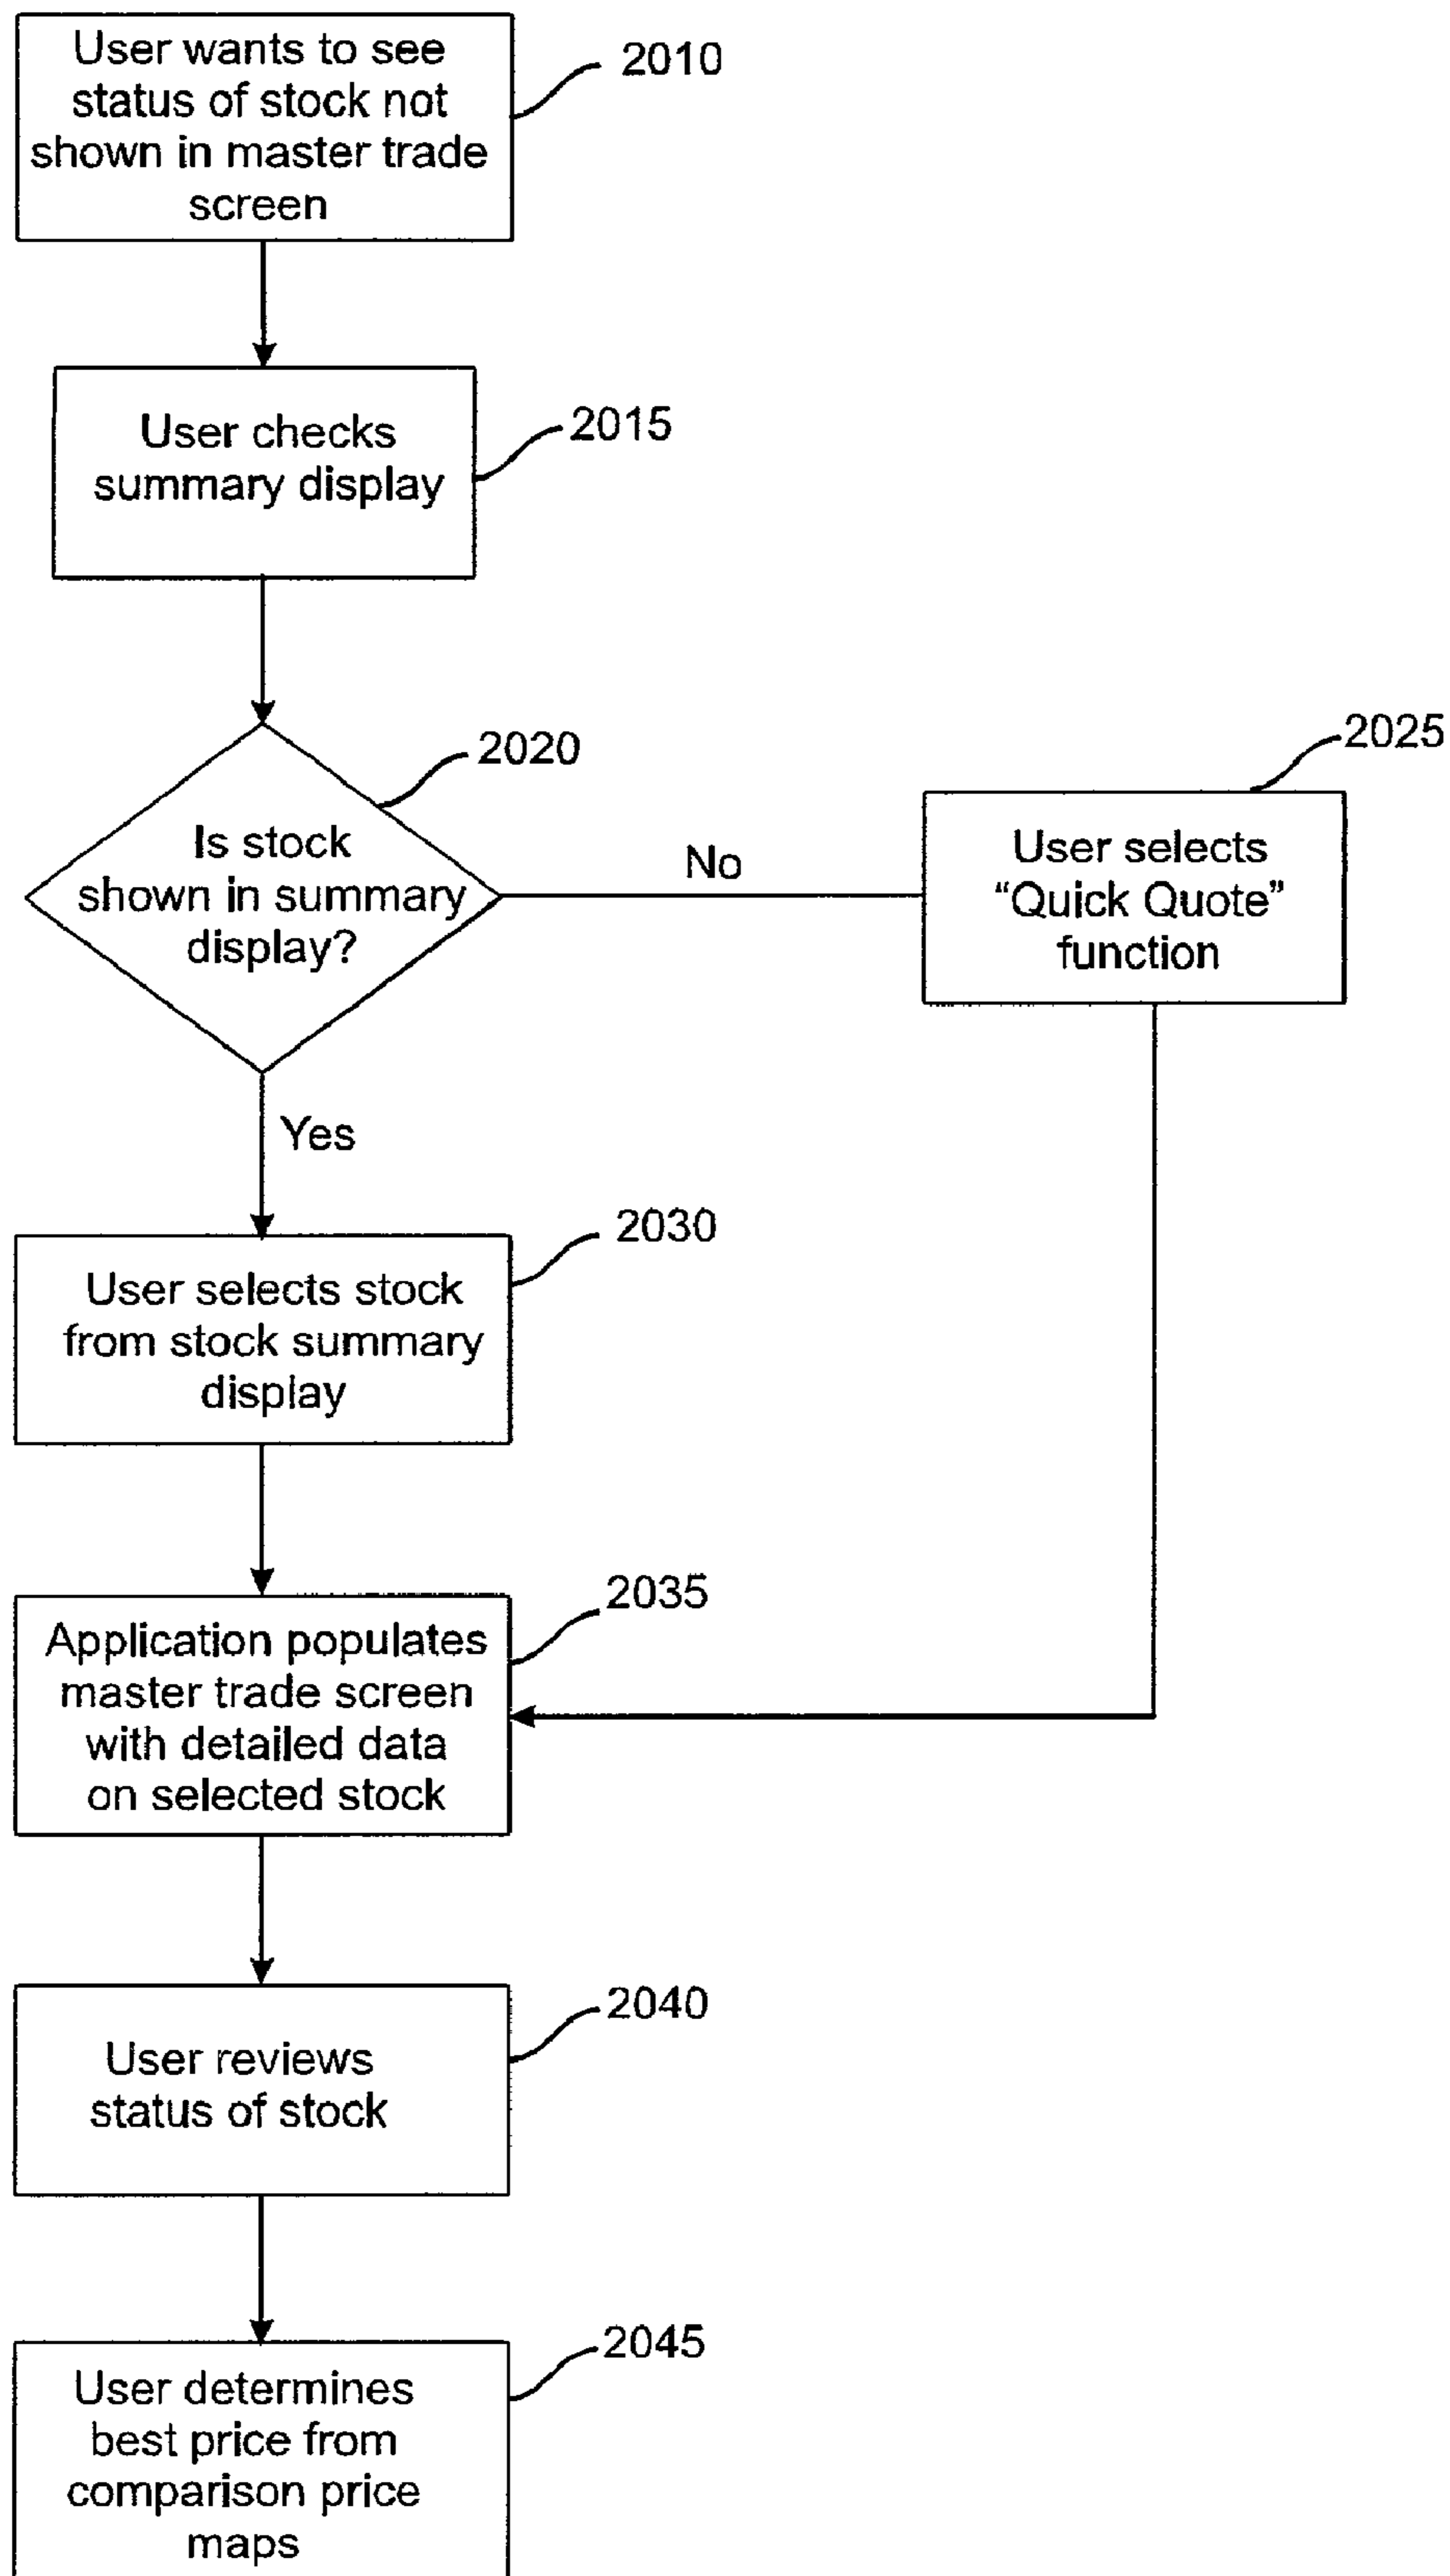 User wants to see
status of stock not
shown in master trade
screen
2010
User checks
summary display
2015
Is stock
shown in summary
display?
2020
No
User selects
“Quick Quote”
function
2025
Yes
User selects stock
from stock summary
display
2030
Application populates
master trade screen
with detailed data
on selected stock
2035
User reviews
status of stock
2040
User determines
best price from
comparison price
maps
2045